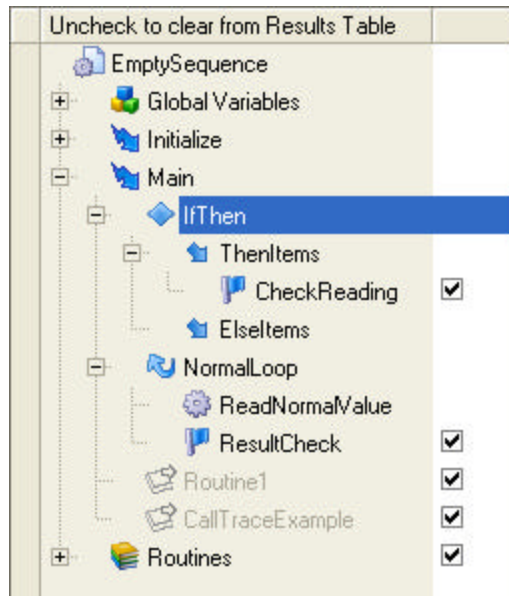 Uncheck to clear from Results Table
EmptySequence
Global Variables
Initialize
Main
IfThen
ThenItems
CheckReading
ElseItems
NormalLoop
ReadNormalValue
ResultCheck
Routine1
CallTraceExample
Routines